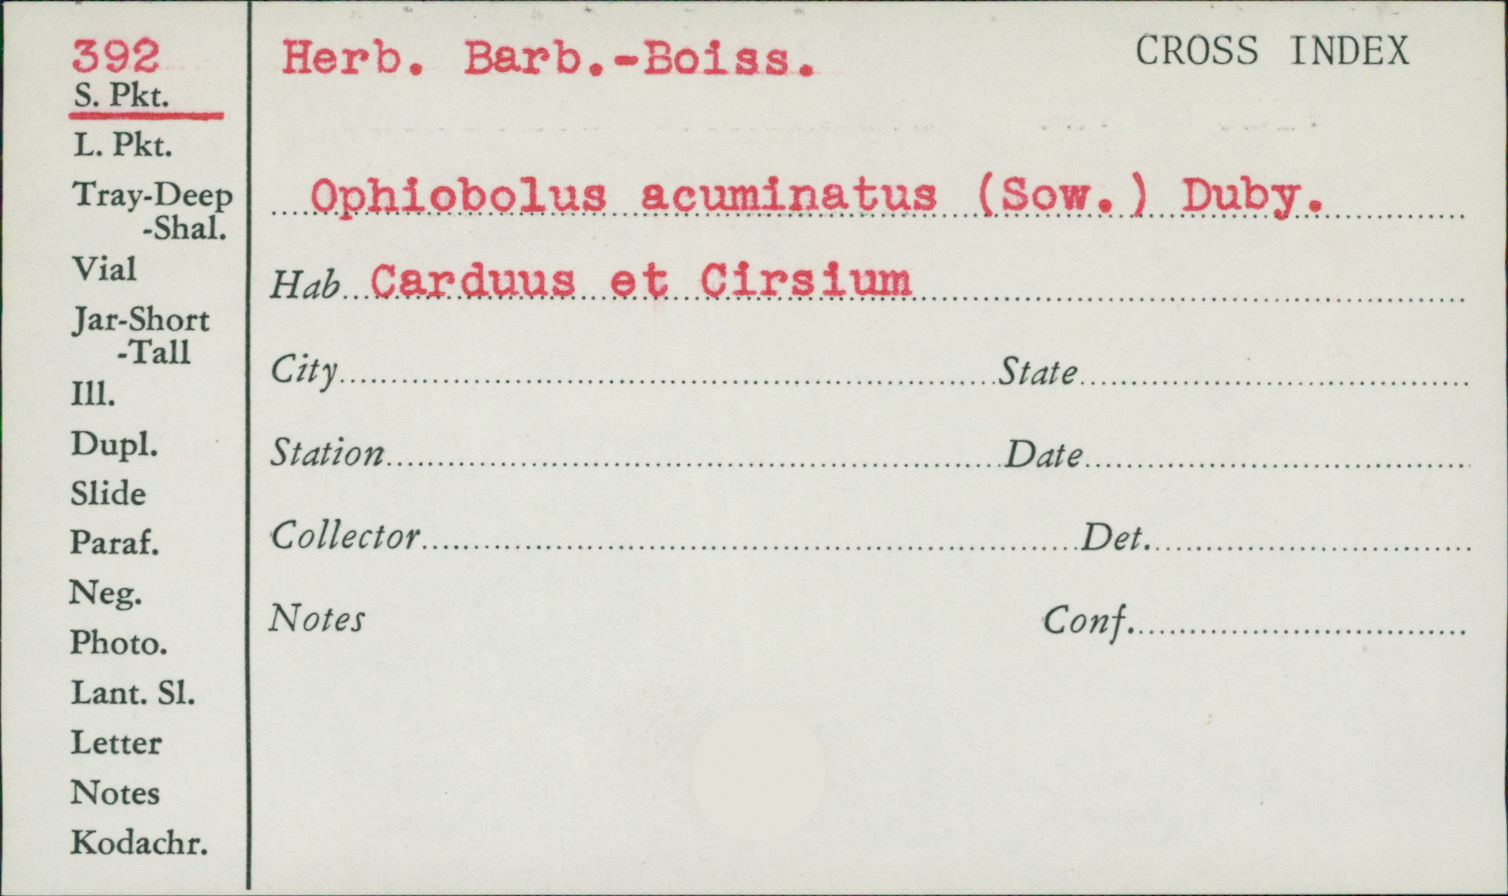 392
S. Pkt.
L. Pkt.
Tray-Deep
-Shal.
Vial
Jar-Short
-Tall
Ill.
Dupl.
Slide
Paraf.
Neg.
Photo.
Lant. Sl.
Letter
Notes
Kodachr.
Herb. Barb.-Boiss. CROSS INDEX
Ophiobolus acuminatus (Sow.) Duby.
Hab Carduus et Cirsium
City State
Station Date
Collector Det.
Notes Conf.